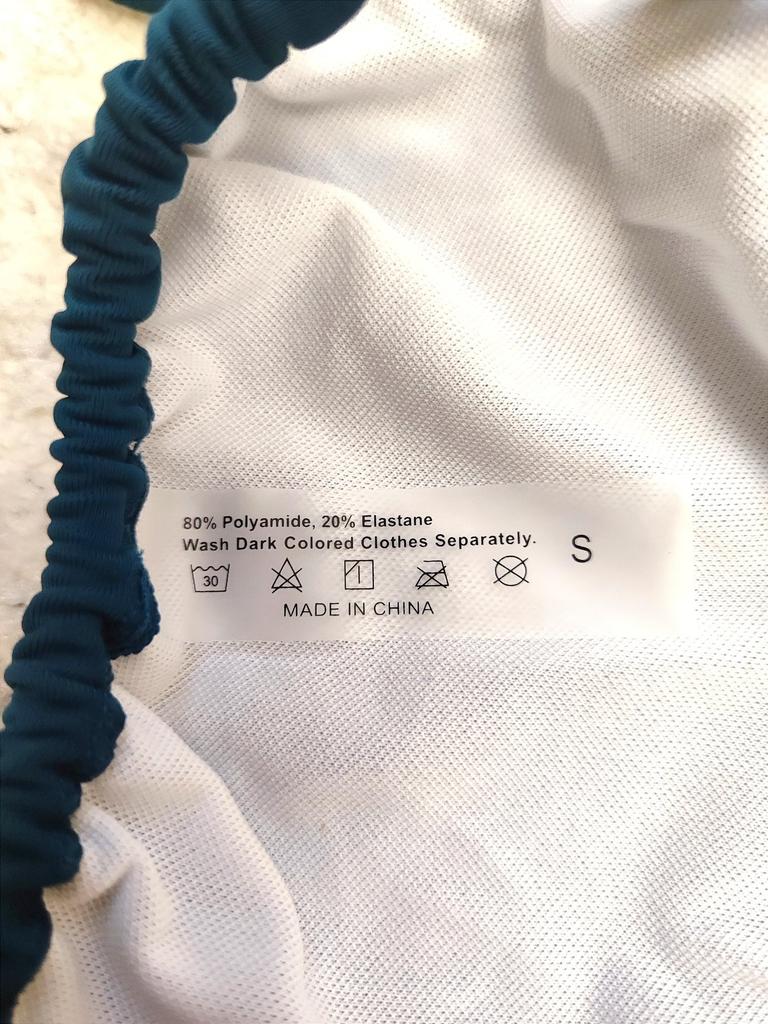 80% Polyamide, 20% Elastane
Wash Dark Colored Clothes Separately.
S
30
MADE IN CHINA